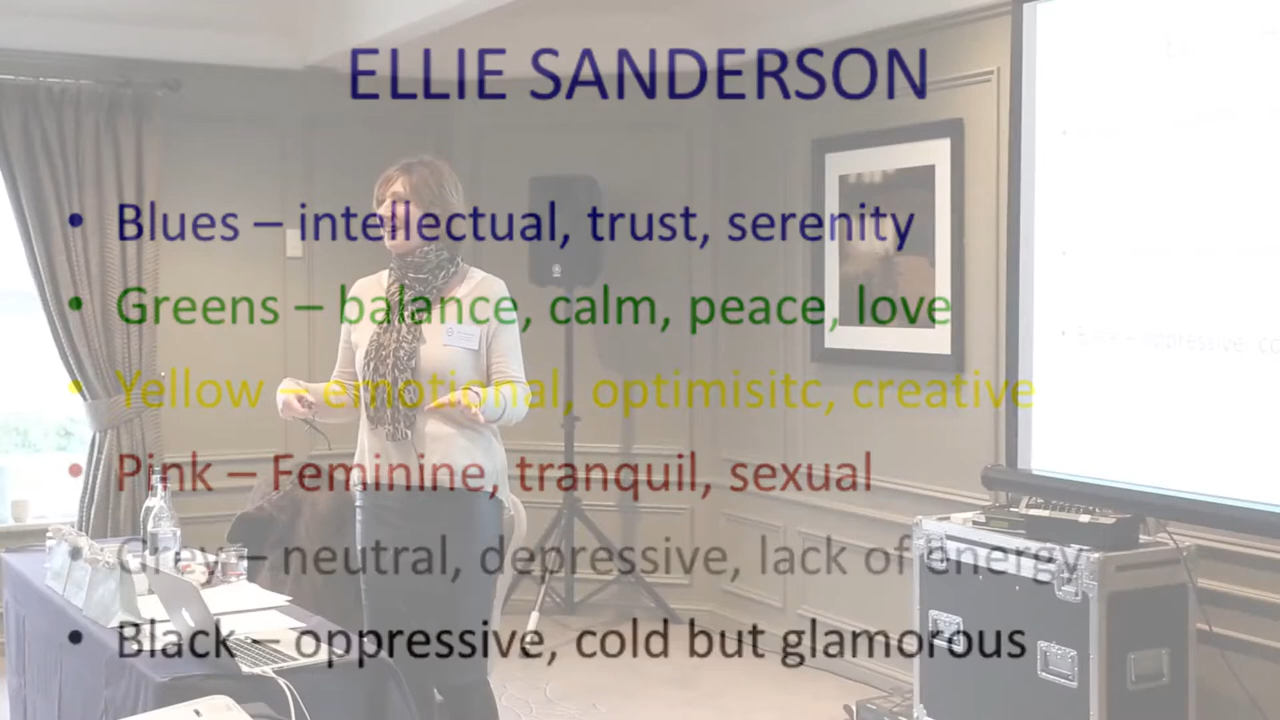 ELLIE SANDERSON
• Blues – intellectual, trust, serenity
• Greens – balance, calm, peace, love
• Yellow – emotional, optimisitc, creative
• Pink – Feminine, tranquil, sexual
• Grey – neutral, depressive, lack of energy
• Black – oppressive, cold but glamorous